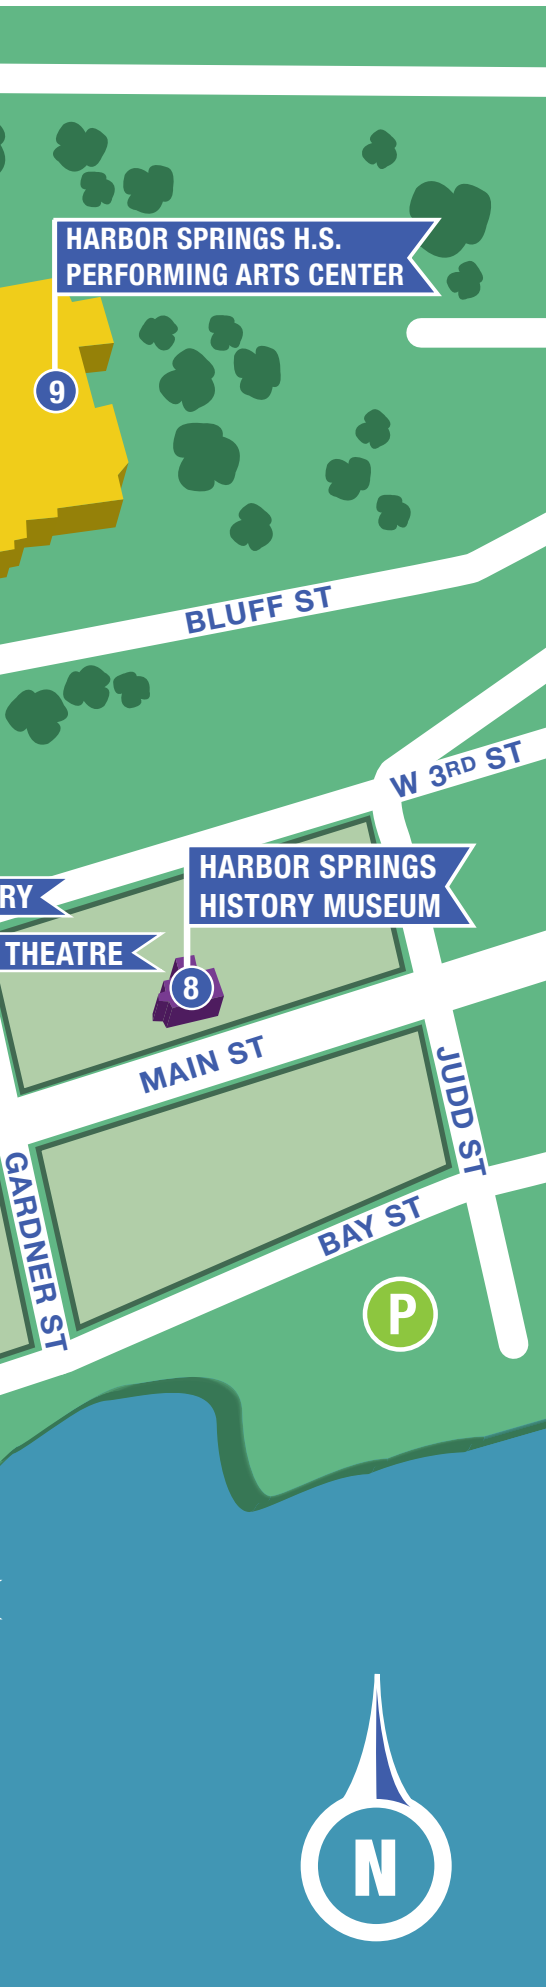 HARBOR SPRINGS H.S.
PERFORMING ARTS CENTER
9
BLUFF ST
W 3RD ST
HARBOR SPRINGS
HISTORY MUSEUM
RY
THEATRE
8
MAIN ST
JUDD ST
GARDNER ST
BAY ST
P
N